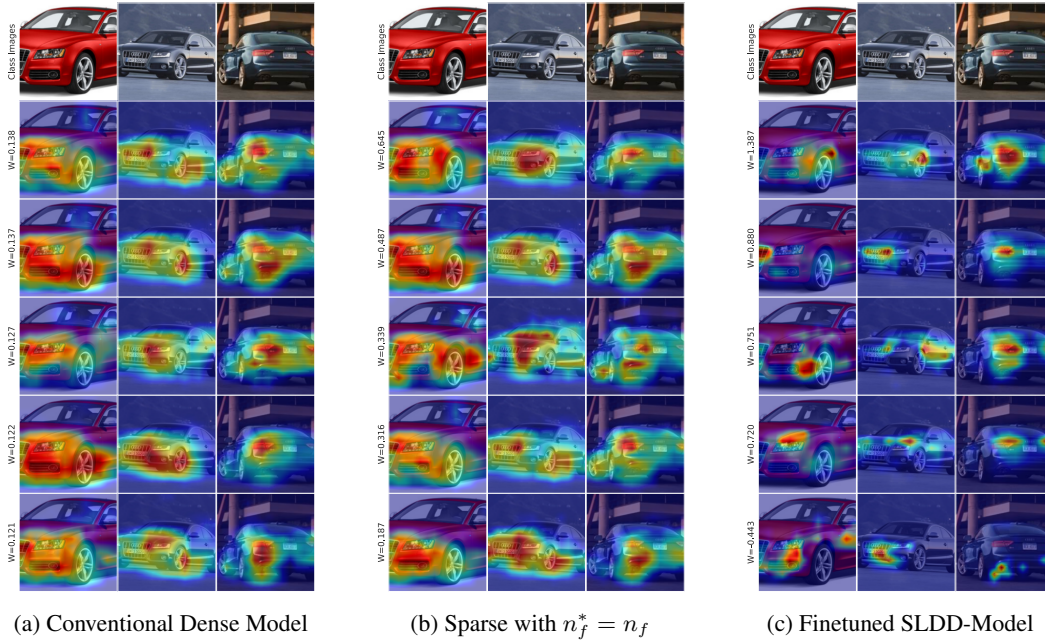 Class Images
W=0.138
W=0.137
W=0.127
W=0.122
W=0.121
(a) Conventional Dense Model
Class Images
W=0,645
W=0,487
W=0,339
W=0,316
W=0,187
(b) Sparse with n_f^* = n_f
Class Images
W=1.387
W=0.880
W=0.751
W=0.720
W=-0.443
(c) Finetuned SLDD-Model